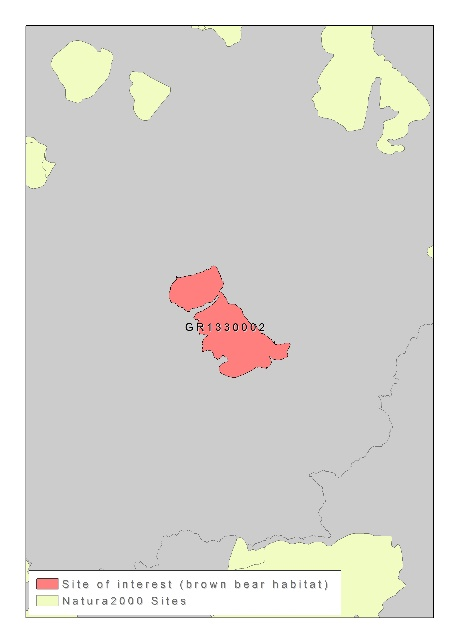 GR1330002
Site of interest (brown bear habitat)
Natura2000 Sites